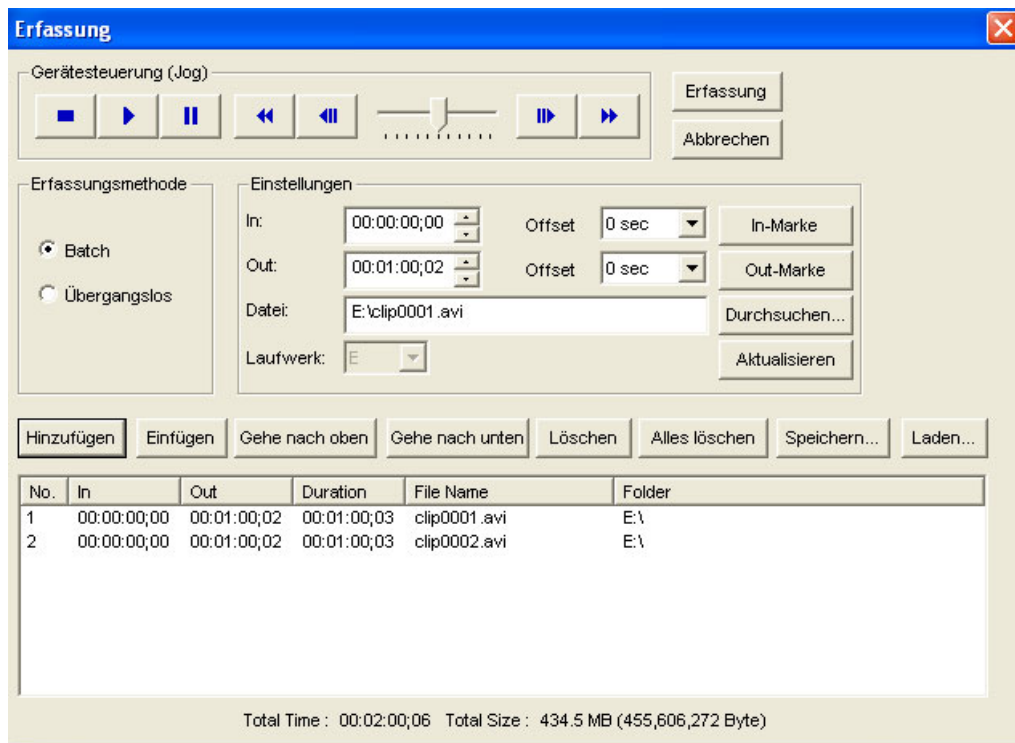 Erfassung
Gerätesteuerung (Jog)
Erfassung
Abbrechen
Erfassungsmethode
Batch
Übergangslos
Einstellungen
In: 00:00:00;00 Offset 0 sec In-Marke
Out: 00:01:00;02 Offset 0 sec Out-Marke
Datei: E:\clip0001.avi Durchsuchen...
Laufwerk: E Aktualisieren
Hinzufügen Einfügen Gehe nach oben Gehe nach unten Löschen Alles löschen Speichern... Laden...
No. In Out Duration File Name Folder
1 00:00:00;00 00:01:00;02 00:01:00;03 clip0001.avi E:\
2 00:00:00;00 00:01:00;02 00:01:00;03 clip0002.avi E:\
Total Time : 00:02:00;06 Total Size : 434.5 MB (455,606,272 Byte)